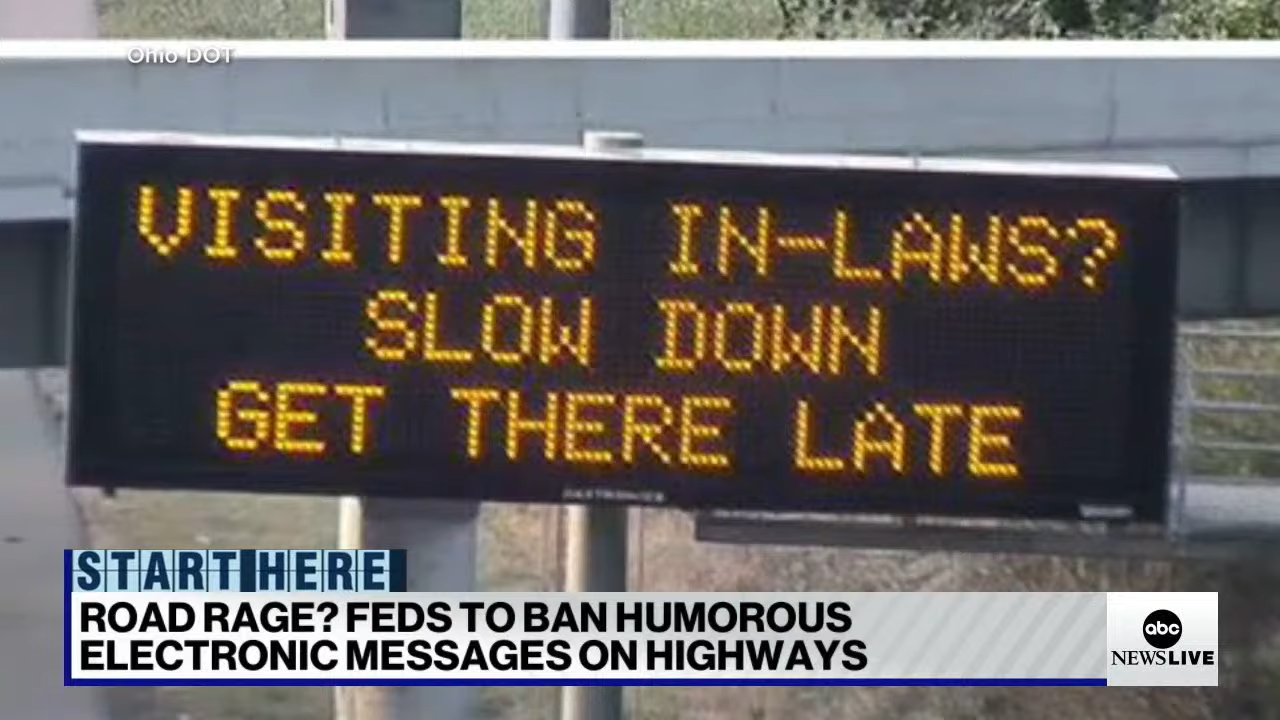 Ohio DOT
VISITING IN-LAWS?
SLOW DOWN
GET THERE LATE
DAKTRONICS
START HERE
ROAD RAGE? FEDS TO BAN HUMOROUS
ELECTRONIC MESSAGES ON HIGHWAYS
abc
NEWS LIVE